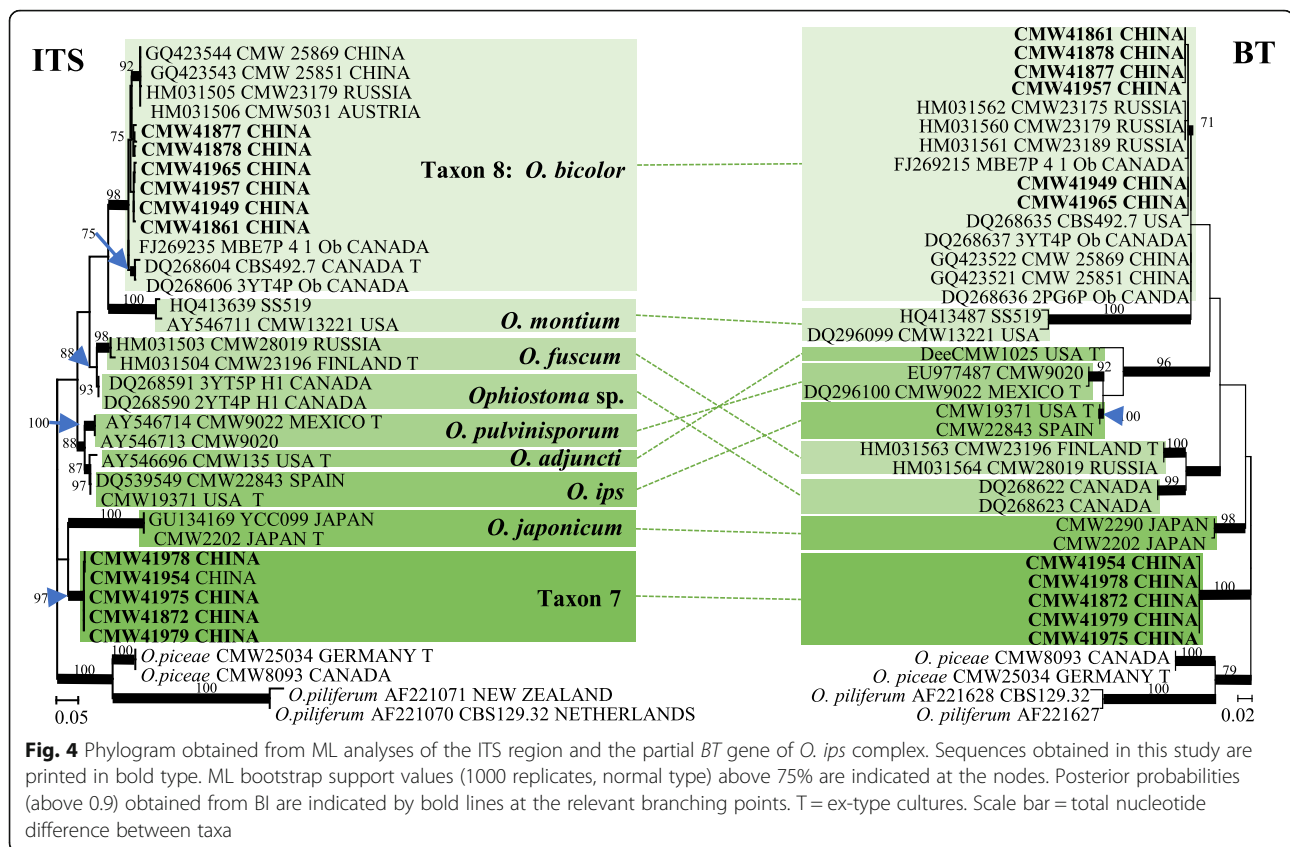 ITS
92
GQ423544 CMW 25869 CHINA
GQ423543 CMW 25851 CHINA
HM031505 CMW23179 RUSSIA
HM031506 CMW5031 AUSTRIA
75
CMW41877 CHINA
CMW41878 CHINA
CMW41965 CHINA
CMW41957 CHINA
CMW41949 CHINA
CMW41861 CHINA
98
75
FJ269235 MBE7P 4 1 Ob CANADA
DQ268604 CBS492.7 CANADA T
DQ268606 3YT4P Ob CANADA
Taxon 8: O. bicolor
100
HQ413639 SS519
AY546711 CMW13221 USA
O. montium
88
98
HM031503 CMW28019 RUSSIA
HM031504 CMW23196 FINLAND T
O. fuscum
93
DQ268591 3YT5P H1 CANADA
DQ268590 2YT4P H1 CANADA
Ophiostoma sp.
100
88
AY546714 CMW9022 MEXICO T
AY546713 CMW9020
O. pulvinisporum
87
AY546696 CMW135 USA T
O. adjuncti
97
DQ539549 CMW22843 SPAIN
CMW19371 USA T
O. ips
100
GU134169 YCC099 JAPAN
CMW2202 JAPAN T
O. japonicum
97
CMW41978 CHINA
CMW41954 CHINA
CMW41975 CHINA
CMW41872 CHINA
CMW41979 CHINA
Taxon 7
100
100
O.piceae CMW25034 GERMANY T
O.piceae CMW8093 CANADA
100
O.piliferum AF221071 NEW ZEALAND
O.piliferum AF221070 CBS129.32 NETHERLANDS
0.05
BT
CMW41861 CHINA
CMW41878 CHINA
CMW41877 CHINA
CMW41957 CHINA
HM031562 CMW23175 RUSSIA
HM031560 CMW23179 RUSSIA
HM031561 CMW23189 RUSSIA
FJ269215 MBE7P 4 1 Ob CANADA
CMW41949 CHINA
CMW41965 CHINA
DQ268635 CBS492.7 USA
DQ268637 3YT4P Ob CANADA
GQ423522 CMW 25869 CHINA
GQ423521 CMW 25851 CHINA
DQ268636 2PG6P Ob CANDA
71
HQ413487 SS519
DQ296099 CMW13221 USA
100
DeeCMW1025 USA T
EU977487 CMW9020
DQ296100 CMW9022 MEXICO T
92
96
CMW19371 USA T
CMW22843 SPAIN
00
HM031563 CMW23196 FINLAND T
HM031564 CMW28019 RUSSIA
100
DQ268622 CANADA
DQ268623 CANADA
99
CMW2290 JAPAN
CMW2202 JAPAN
98
CMW41954 CHINA
CMW41978 CHINA
CMW41872 CHINA
CMW41979 CHINA
CMW41975 CHINA
100
O. piceae CMW8093 CANADA
O. piceae CMW25034 GERMANY T
100
79
O. piliferum AF221628 CBS129.32
O. piliferum AF221627
100
0.02
Fig. 4 Phylogram obtained from ML analyses of the ITS region and the partial BT gene of O. ips complex. Sequences obtained in this study are
printed in bold type. ML bootstrap support values (1000 replicates, normal type) above 75% are indicated at the nodes. Posterior probabilities
(above 0.9) obtained from BI are indicated by bold lines at the relevant branching points. T = ex-type cultures. Scale bar = total nucleotide
difference between taxa